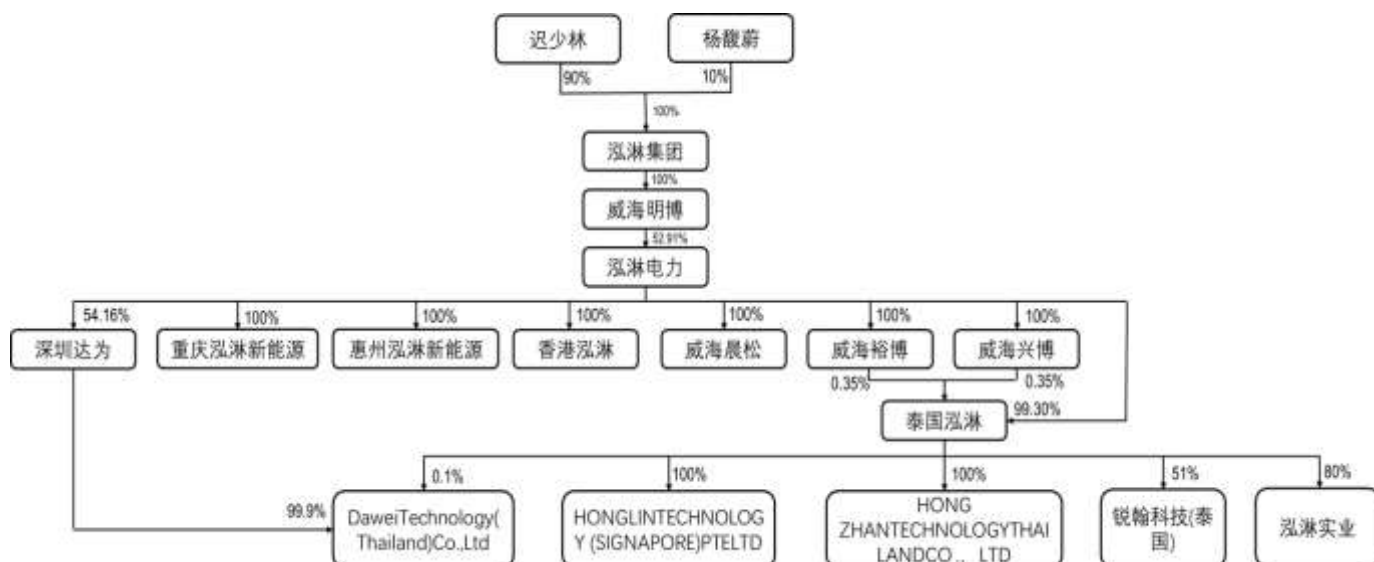 迟少林
杨馥蔚
90%
10%
100%
泓淋集团
100%
威海明博
52.91%
泓淋电力
54.16%
100%
100%
100%
100%
100%
100%
深圳达为
重庆泓淋新能源
惠州泓淋新能源
香港泓淋
威海晨松
威海裕博
威海兴博
0.35%
0.35%
泰国泓淋
99.30%
0.1%
100%
100%
51%
80%
99.9%
DaweiTechnology(
Thailand)Co.,Ltd
HONGLINTECHNOLOG
Y (SIGNAPORE)PTELTD
HONG
ZHANTECHNOLOGYTHAI
LANDCO .,  LTD
锐翰科技(泰
国)
泓淋实业